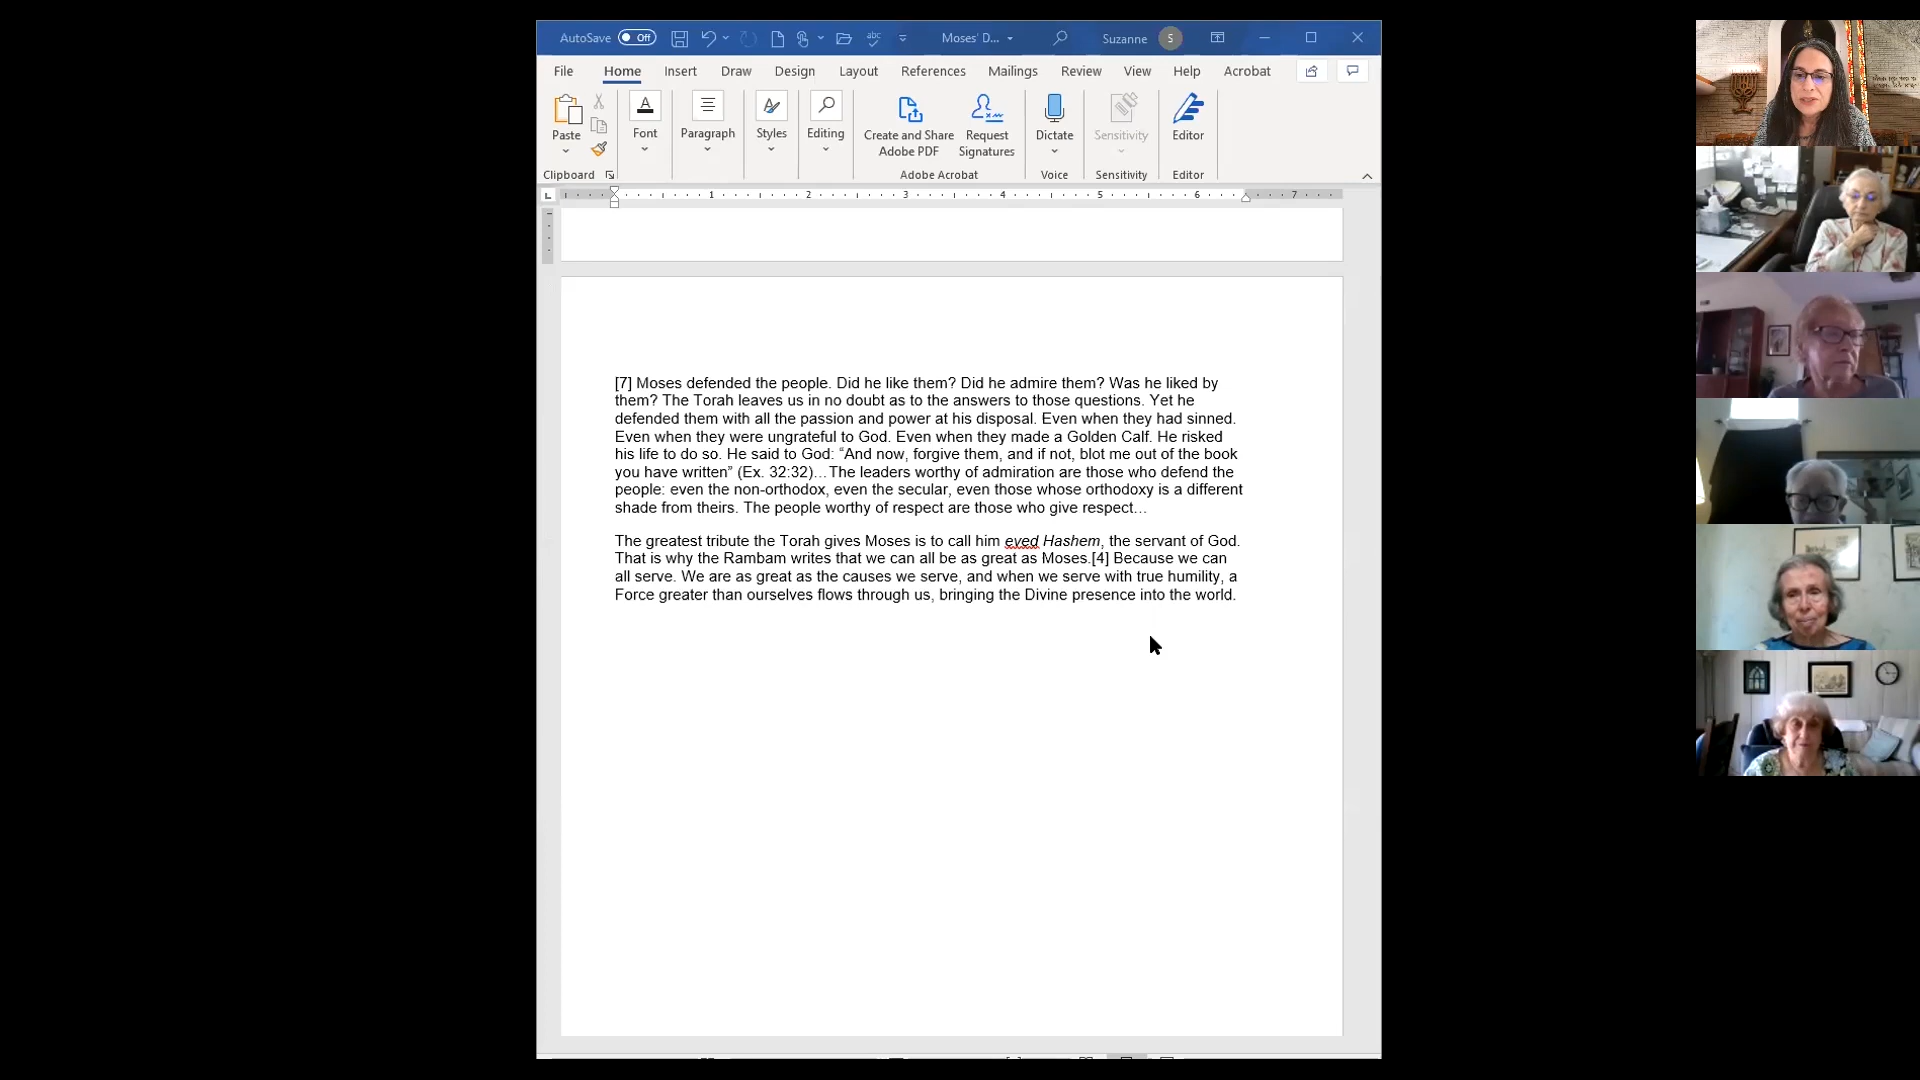 AutoSave Off Moses' D... Suzanne S
File Home Insert Draw Design Layout References Mailings Review View Help Acrobat
Paste Font Paragraph Styles Editing Create and Share Adobe PDF Request Signatures Dictate Sensitivity Editor
Clipboard Adobe Acrobat Voice Sensitivity Editor
1 2 3 4 5 6 7
[7] Moses defended the people. Did he like them? Did he admire them? Was he liked by
them? The Torah leaves us in no doubt as to the answers to those questions. Yet he
defended them with all the passion and power at his disposal. Even when they had sinned.
Even when they were ungrateful to God. Even when they made a Golden Calf. He risked
his life to do so. He said to God: “And now, forgive them, and if not, blot me out of the book
you have written” (Ex. 32:32)…The leaders worthy of admiration are those who defend the
people: even the non-orthodox, even the secular, even those whose orthodoxy is a different
shade from theirs. The people worthy of respect are those who give respect…
The greatest tribute the Torah gives Moses is to call him eved Hashem, the servant of God.
That is why the Rambam writes that we can all be as great as Moses.[4] Because we can
all serve. We are as great as the causes we serve, and when we serve with true humility, a
Force greater than ourselves flows through us, bringing the Divine presence into the world.